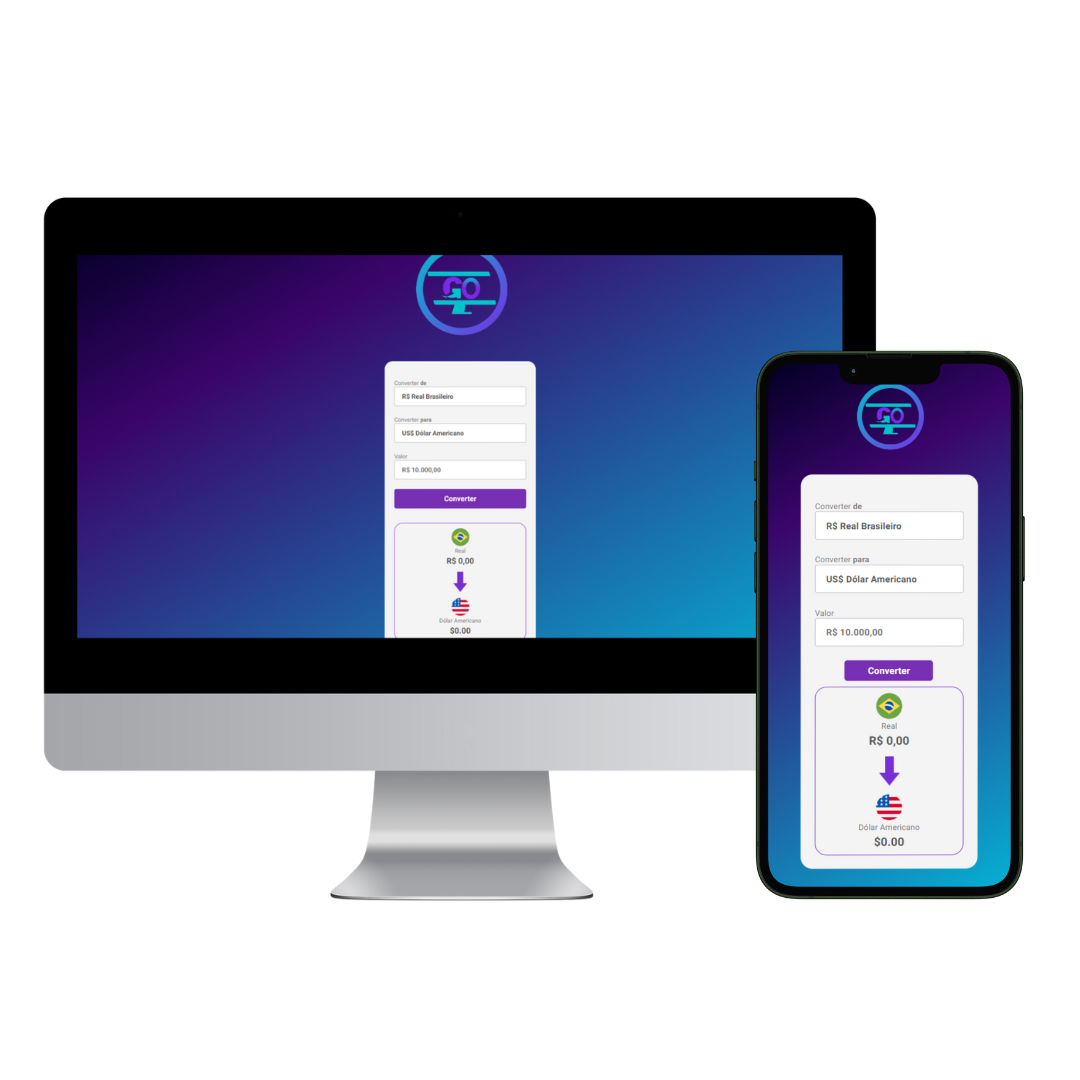 GO
Converter de
R$ Real Brasileiro
Converter para
US$ Dólar Americano
Valor
R$ 10.000,00
Converter
Real
R$ 0,00
Dólar Americano
$0.00
GO
Converter de
R$ Real Brasileiro
Converter para
US$ Dólar Americano
Valor
R$ 10.000,00
Converter
Real
R$ 0,00
Dólar Americano
$0.00